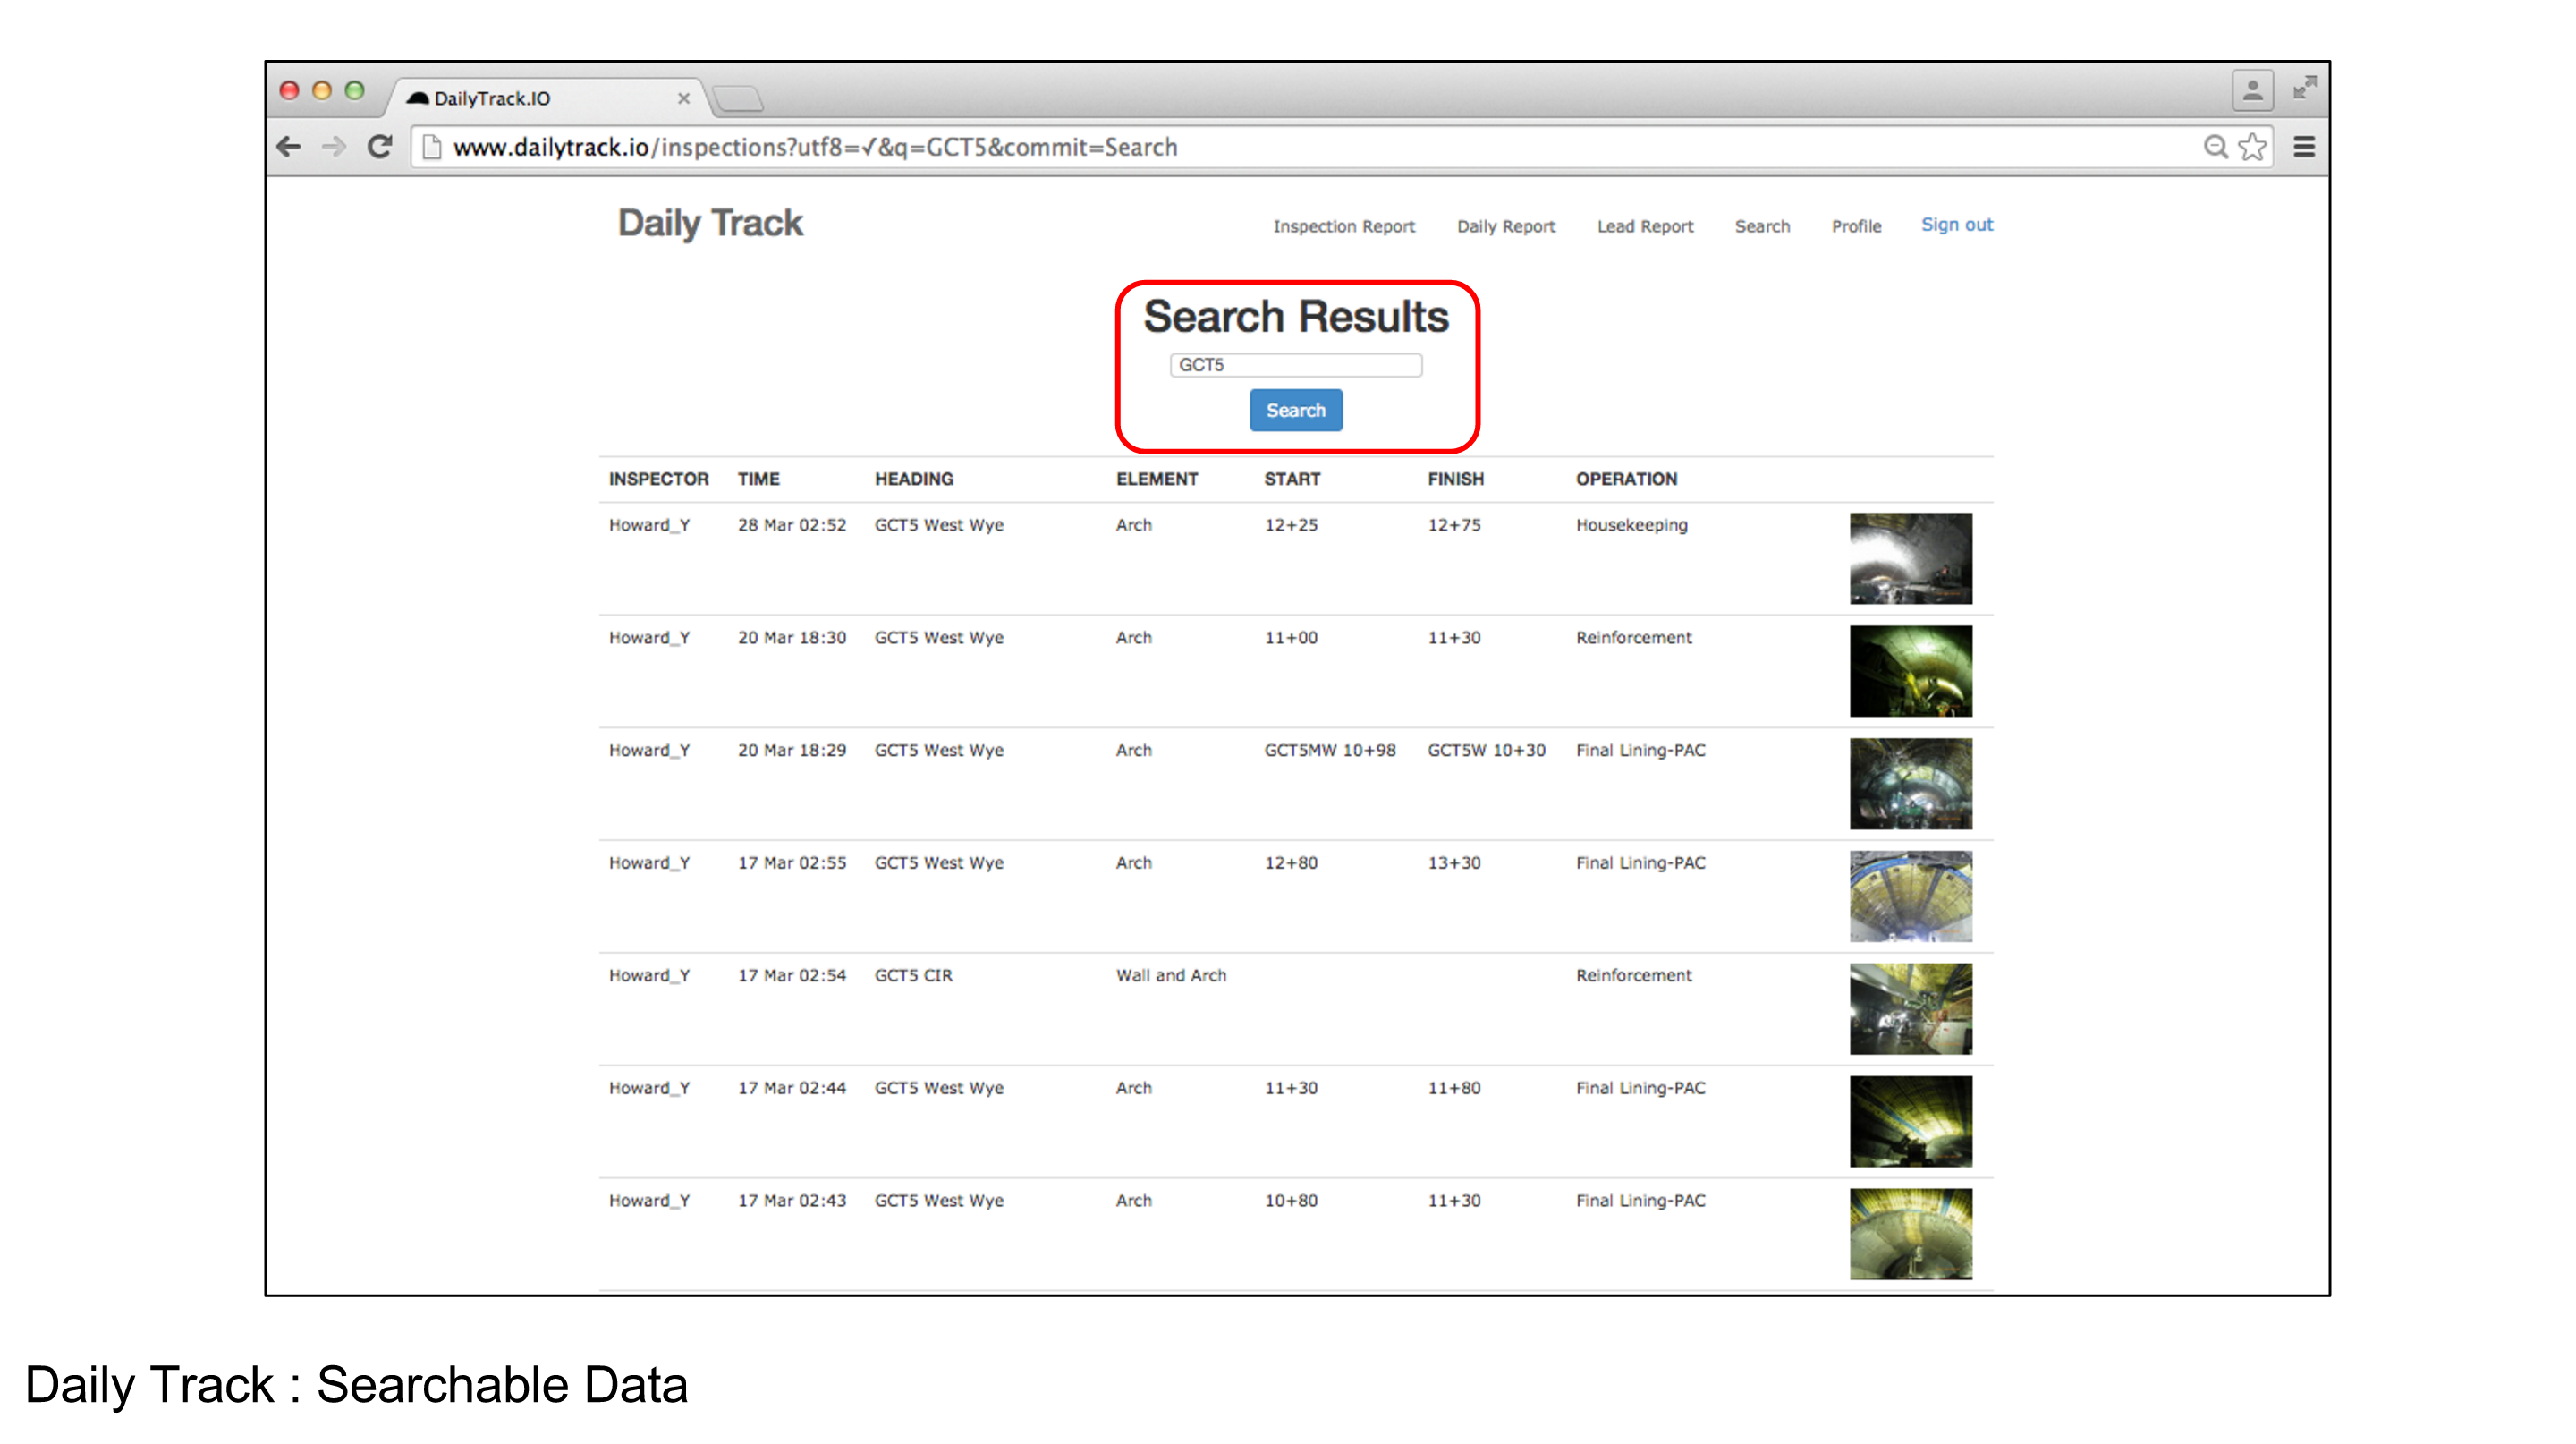 DailyTrack.IO
www.dailytrack.io/inspections?utf8=✓&q=GCT5&commit=Search
Daily Track Inspection Report Daily Report Lead Report Search Profile Sign out
Search Results
GCT5
Search
INSPECTOR TIME HEADING ELEMENT START FINISH OPERATION
Howard_Y 28 Mar 02:52 GCT5 West Wye Arch 12+25 12+75 Housekeeping
Howard_Y 20 Mar 18:30 GCT5 West Wye Arch 11+00 11+30 Reinforcement
Howard_Y 20 Mar 18:29 GCT5 West Wye Arch GCT5MW 10+98 GCT5W 10+30 Final Lining-PAC
Howard_Y 17 Mar 02:55 GCT5 West Wye Arch 12+80 13+30 Final Lining-PAC
Howard_Y 17 Mar 02:54 GCT5 CIR Wall and Arch Reinforcement
Howard_Y 17 Mar 02:44 GCT5 West Wye Arch 11+30 11+80 Final Lining-PAC
Howard_Y 17 Mar 02:43 GCT5 West Wye Arch 10+80 11+30 Final Lining-PAC
Daily Track : Searchable Data